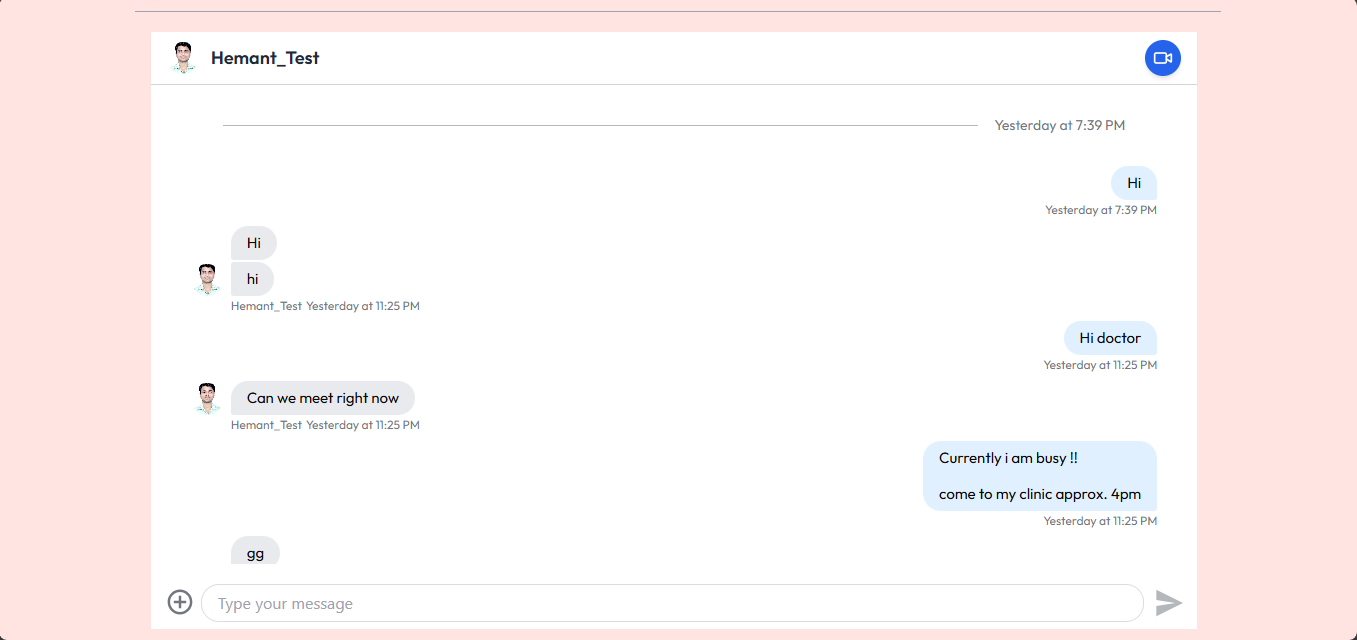 Hemant_Test
Yesterday at 7:39 PM
Hi
Yesterday at 7:39 PM
Hi
hi
Hemant_Test Yesterday at 11:25 PM
Hi doctor
Yesterday at 11:25 PM
Can we meet right now
Hemant_Test Yesterday at 11:25 PM
Currently i am busy !!
come to my clinic approx. 4pm
Yesterday at 11:25 PM
gg
Type your message